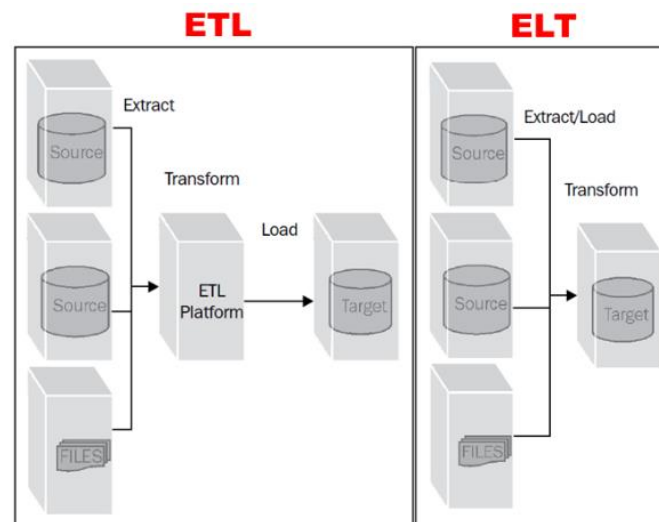 ETL
Extract
Source
Transform
Load
Source
ETL
Platform
Target
FILES
ELT
Source
Extract/Load
Transform
Source
Target
FILES